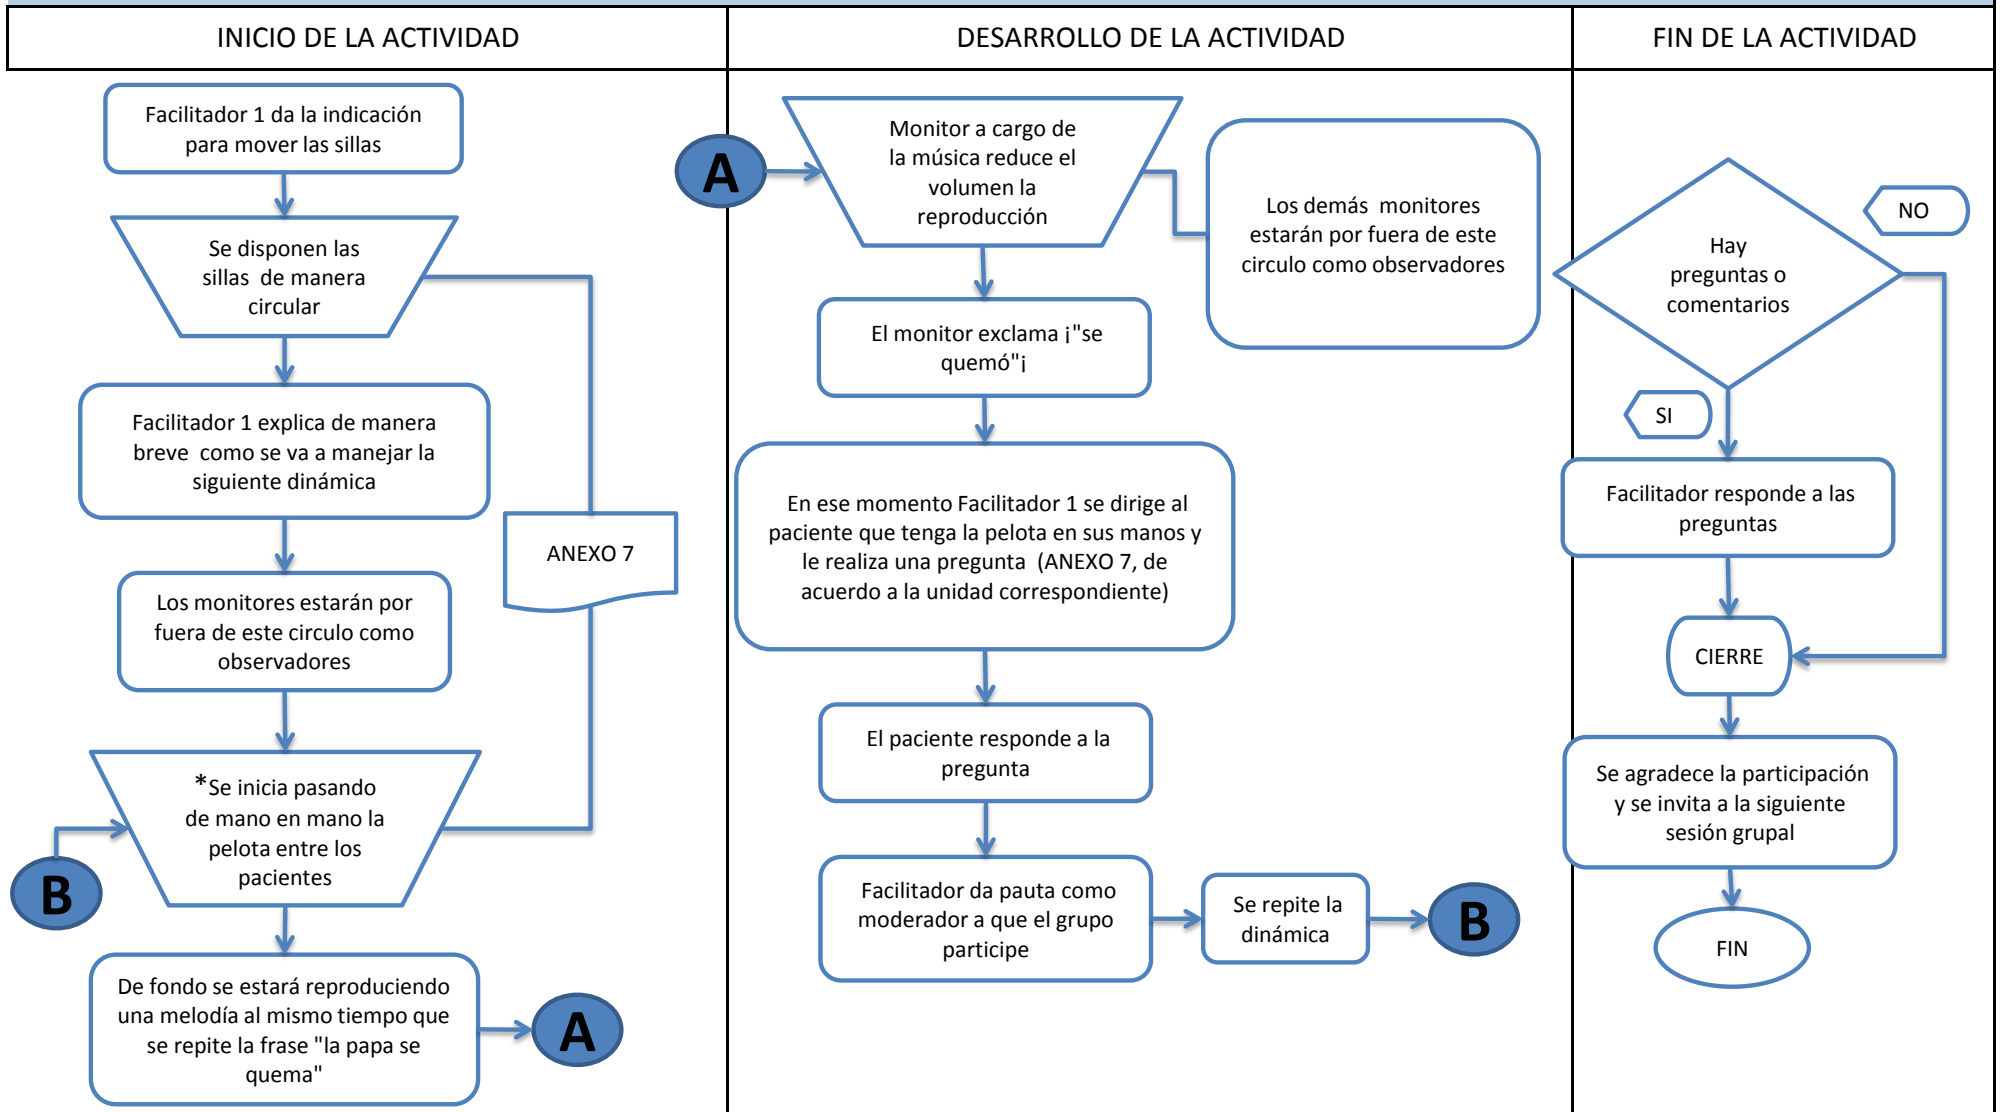 INICIO DE LA ACTIVIDAD
DESARROLLO DE LA ACTIVIDAD
FIN DE LA ACTIVIDAD
Facilitador 1 da la indicación
para mover las sillas
Se disponen las
sillas de manera
circular
Facilitador 1 explica de manera
breve como se va a manejar la
siguiente dinámica
ANEXO 7
Los monitores estarán por
fuera de este circulo como
observadores
*Se inicia pasando
de mano en mano la
pelota entre los
pacientes
B
De fondo se estará reproduciendo
una melodía al mismo tiempo que
se repite la frase "la papa se
quema"
A
A
Monitor a cargo de
la música reduce el
volumen la
reproducción
Los demás monitores
estarán por fuera de este
circulo como observadores
El monitor exclama ¡"se
quemó"¡
En ese momento Facilitador 1 se dirige al
paciente que tenga la pelota en sus manos y
le realiza una pregunta (ANEXO 7, de
acuerdo a la unidad correspondiente)
El paciente responde a la
pregunta
Facilitador da pauta como
moderador a que el grupo
participe
Se repite la
dinámica
B
Hay
preguntas o
comentarios
NO
SI
Facilitador responde a las
preguntas
CIERRE
Se agradece la participación
y se invita a la siguiente
sesión grupal
FIN